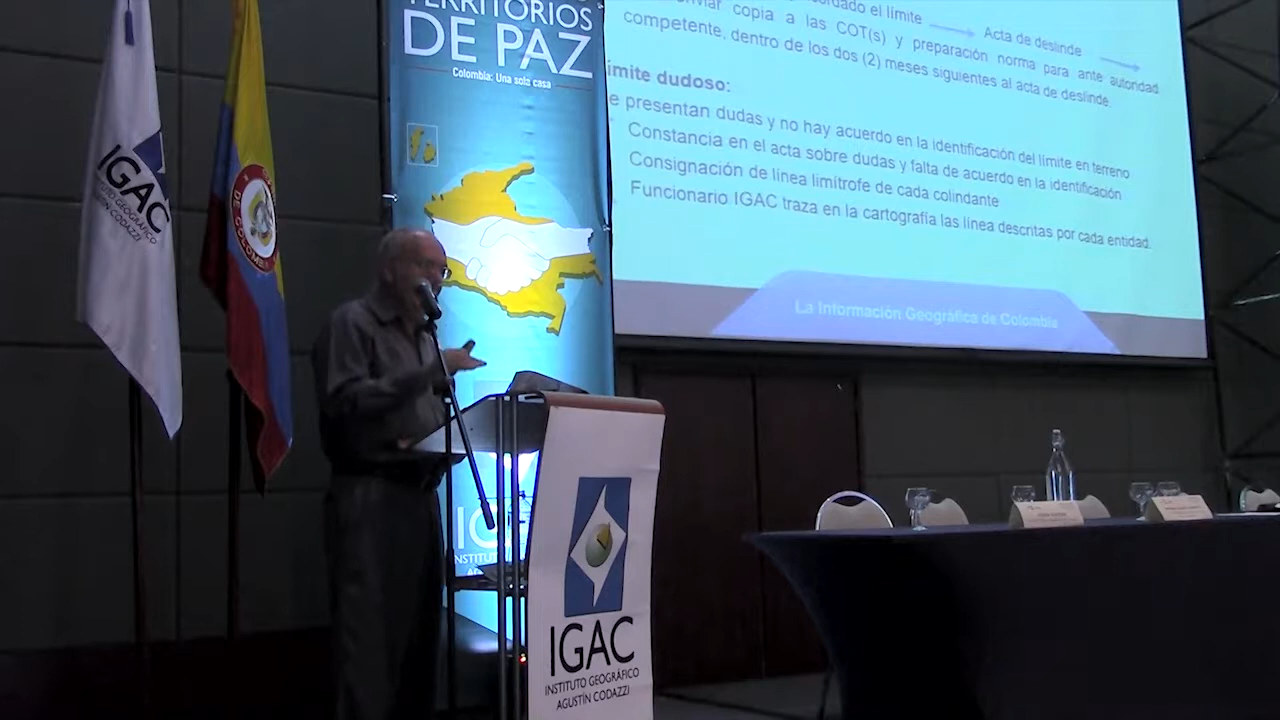 TERRITORIOS
DE PAZ
Colombia: Una sola casa
IGAC
INSTITUTO GEOGRÁFICO
AGUSTÍN CODAZZI
DE COLOMBIA
el límite
Acta de deslinde
copia a las COT(s) y preparación norma para ante autoridad
competente, dentro de los dos (2) meses siguientes al acta de deslinde.
dudoso:
presentan dudas y no hay acuerdo en la identificación del límite en terreno
Constancia en el acta sobre dudas y falta de acuerdo en la identificación
Consignación de línea limítrofe de cada colindante
Funcionario IGAC traza en la cartografía las línea descritas por cada entidad.
La Información Geográfica de Colombia
IGAC
INSTITUTO GEOGRÁFICO
AGUSTÍN CODAZZI